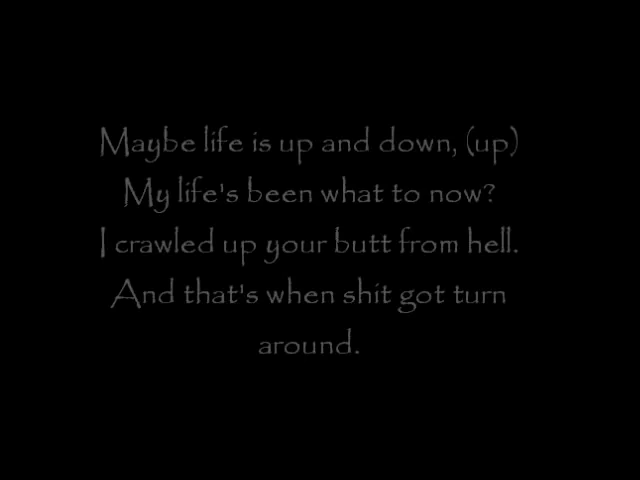 Maybe life is up and down, (up)
My life's been what to now?
I crawled up your butt from hell.
And that's when shit got turn
around.